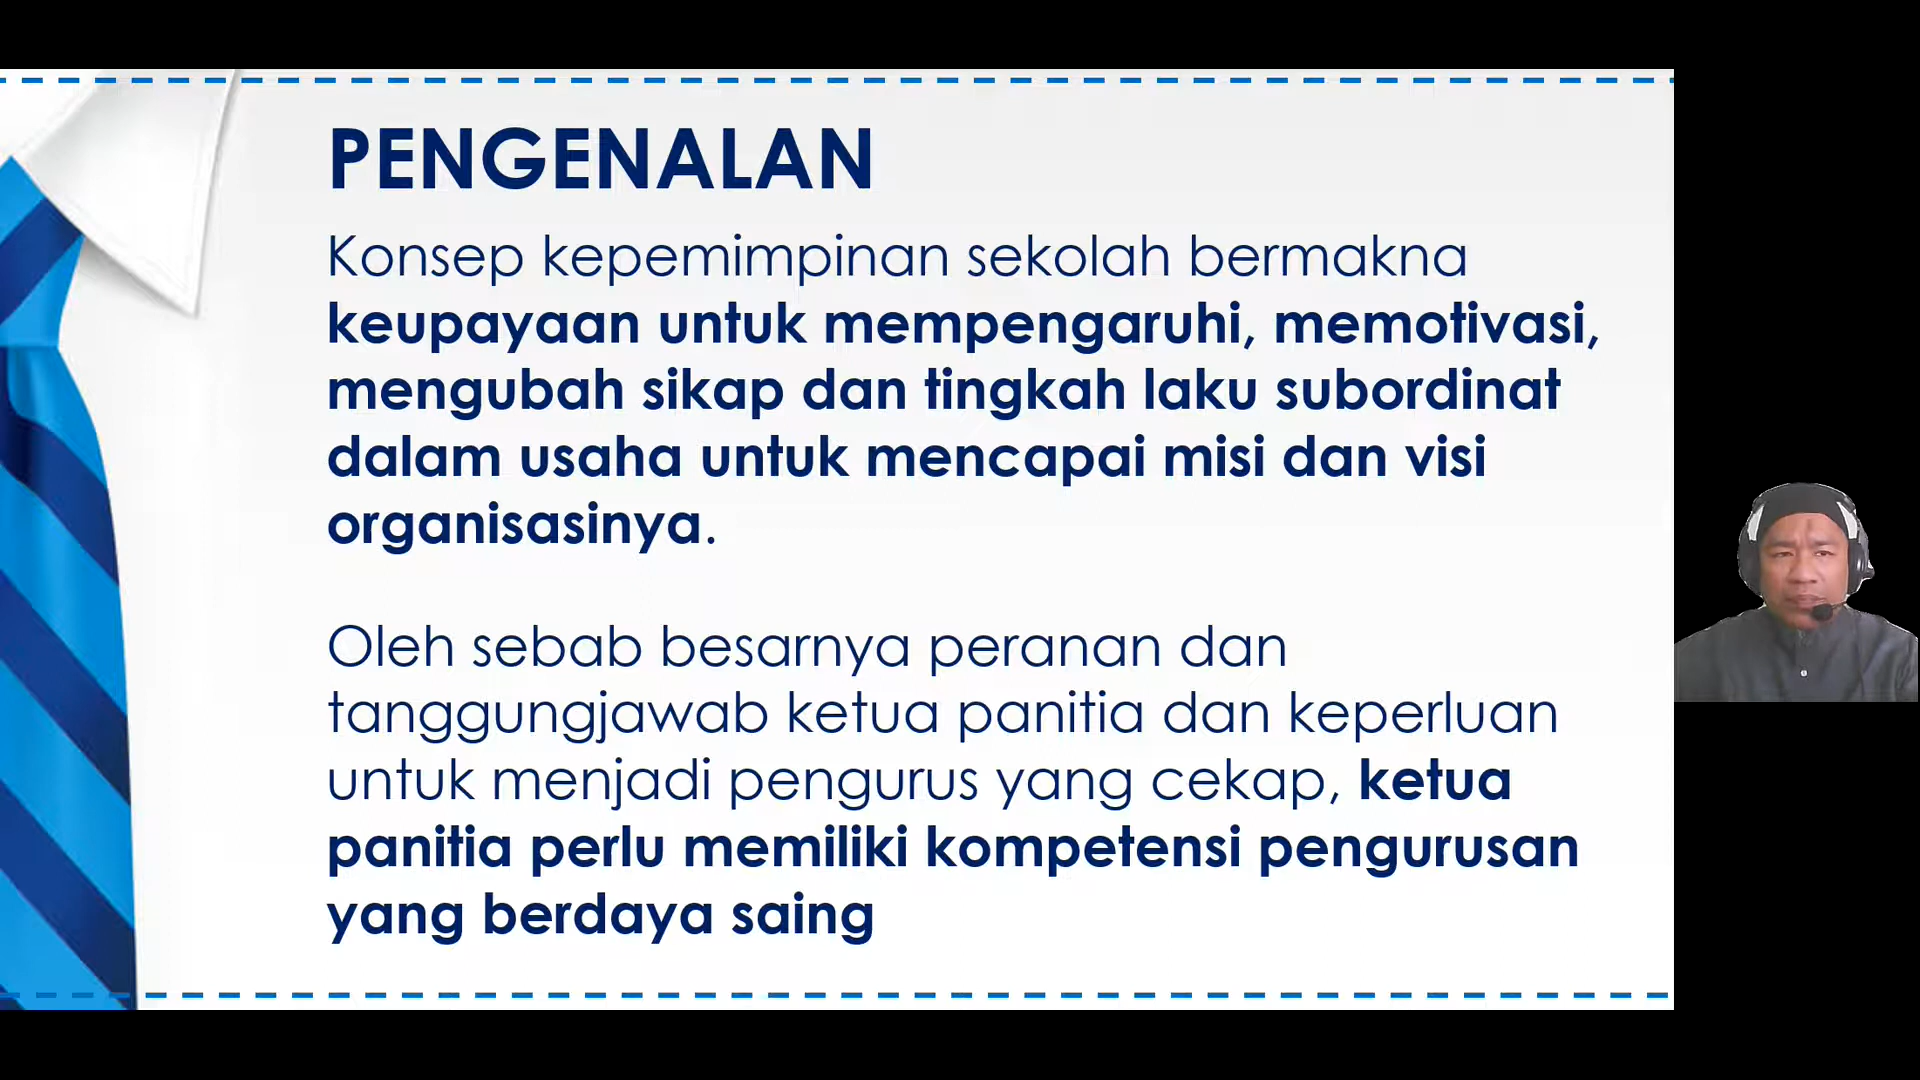 PENGENALAN
Konsep kepemimpinan sekolah bermakna
keupayaan untuk mempengaruhi, memotivasi,
mengubah sikap dan tingkah laku subordinat
dalam usaha untuk mencapai misi dan visi
organisasinya.
Oleh sebab besarnya peranan dan
tanggungjawab ketua panitia dan keperluan
untuk menjadi pengurus yang cekap, ketua
panitia perlu memiliki kompetensi pengurusan
yang berdaya saing